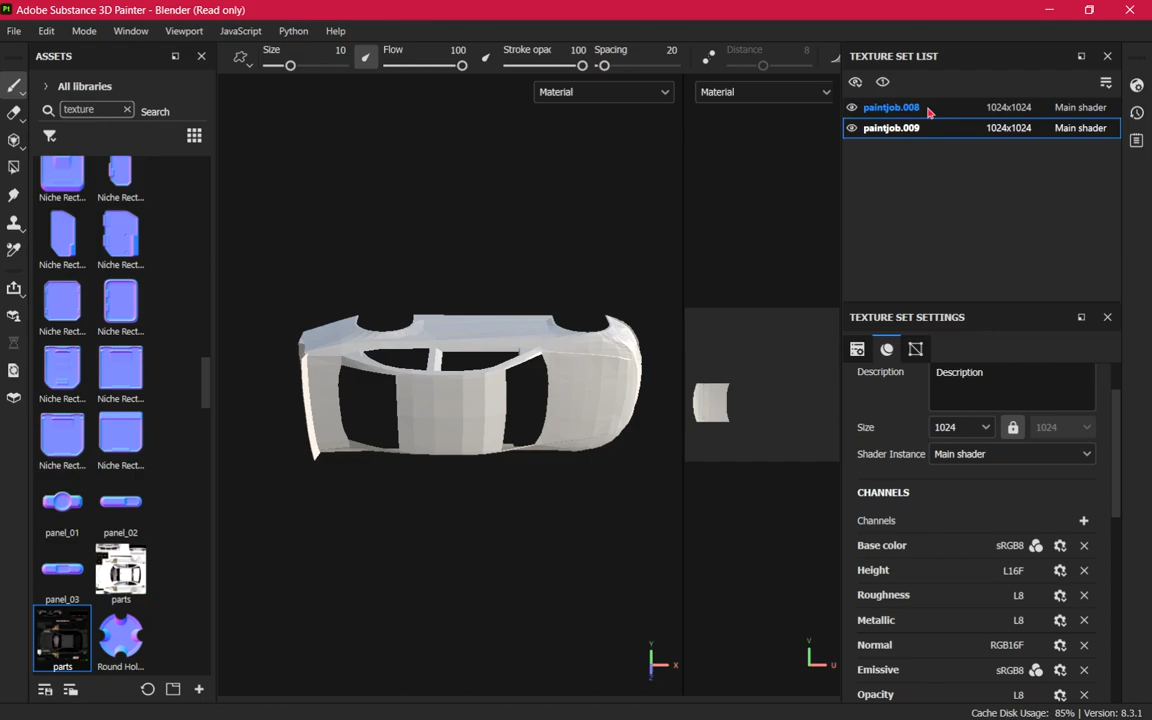 Pt Adobe Substance 3D Painter - Blender (Read only)
File Edit Mode Window Viewport JavaScript Python Help
ASSETS
Size 10 Flow 100 Stroke opac 100 Spacing 20 Distance 8
TEXTURE SET LIST
All libraries
texture Search
Material
Material
paintjob.008 1024x1024 Main shader
paintjob.009 1024x1024 Main shader
Niche Rect... Niche Rect...
Niche Rect... Niche Rect...
Niche Rect... Niche Rect...
Niche Rect... Niche Rect...
Niche Rect... Niche Rect...
panel_01 panel_02
panel_03 parts
parts Round Hol...
TEXTURE SET SETTINGS
Description Description
Size 1024 1024
Shader Instance Main shader
CHANNELS
Channels
Base color sRGB8
Height L16F
Roughness L8
Metallic L8
Normal RGB16F
Emissive sRGB8
Opacity L8
Y X Z
V U
Cache Disk Usage: 85% | Version: 8.3.1